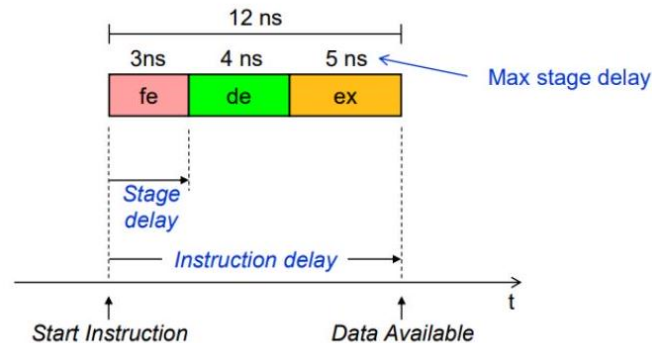 12 ns
3ns 4 ns 5 ns
Max stage delay
fe de ex
Stage
delay
Instruction delay
t
Start Instruction Data Available